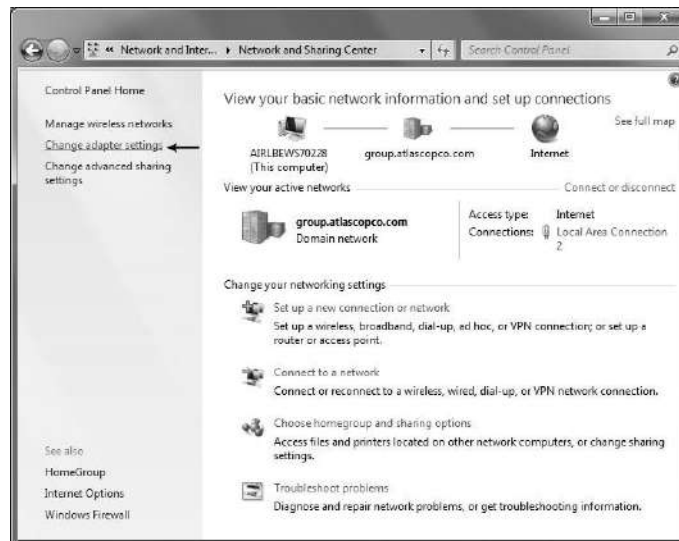 « Network and Inter... ▸ Network and Sharing Center
Search Control Panel
Control Panel Home
Manage wireless networks
Change adapter settings
Change advanced sharing
settings
See also
HomeGroup
Internet Options
Windows Firewall
View your basic network information and set up connections
See full map
AIRLBEWS70228
(This computer)
group.atlascopco.com
Internet
View your active networks
Connect or disconnect
group.atlascopco.com
Domain network
Access type: Internet
Connections: Local Area Connection
2
Change your networking settings
Set up a new connection or network
Set up a wireless, broadband, dial-up, ad hoc, or VPN connection; or set up a
router or access point.
Connect to a network
Connect or reconnect to a wireless, wired, dial-up, or VPN network connection.
Choose homegroup and sharing options
Access files and printers located on other network computers, or change sharing
settings.
Troubleshoot problems
Diagnose and repair network problems, or get troubleshooting information.